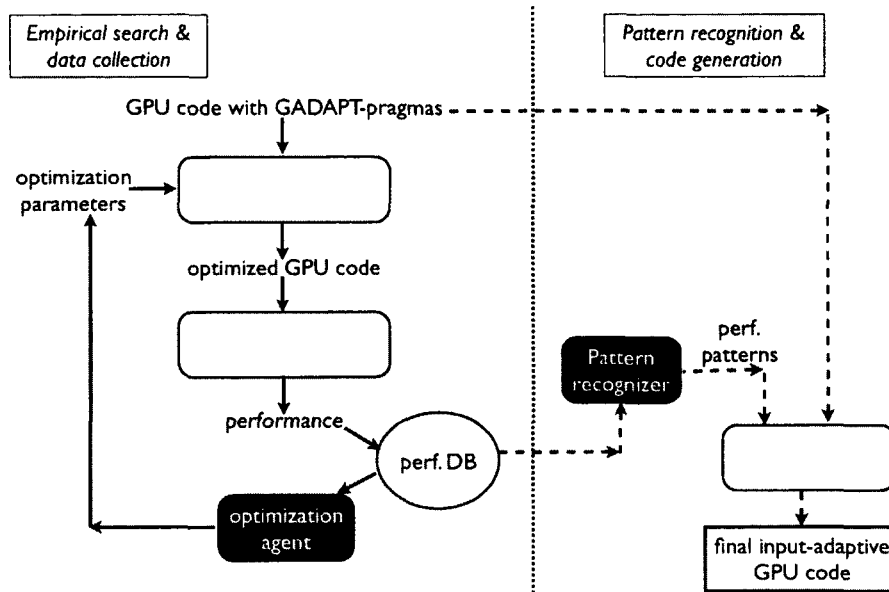 Empirical search &
data collection
Pattern recognition &
code generation
GPU code with GADAPT-pragmas
optimization
parameters
optimized GPU code
perf.
patterns
Pattern
recognizer
performance
perf. DB
optimization
agent
final input-adaptive
GPU code